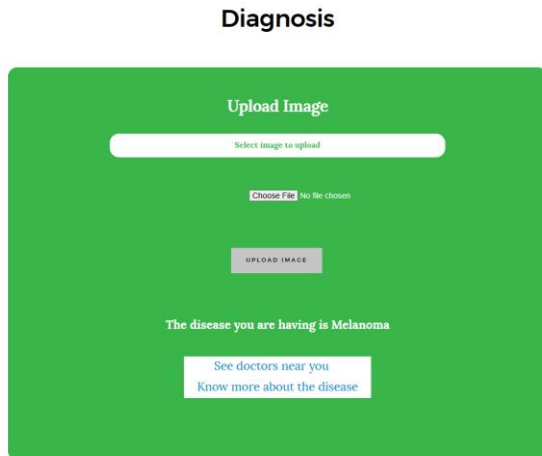 Diagnosis
Upload Image
Select image to upload
Choose File No file chosen
UPLOAD IMAGE
The disease you are having is Melanoma
See doctors near you
Know more about the disease